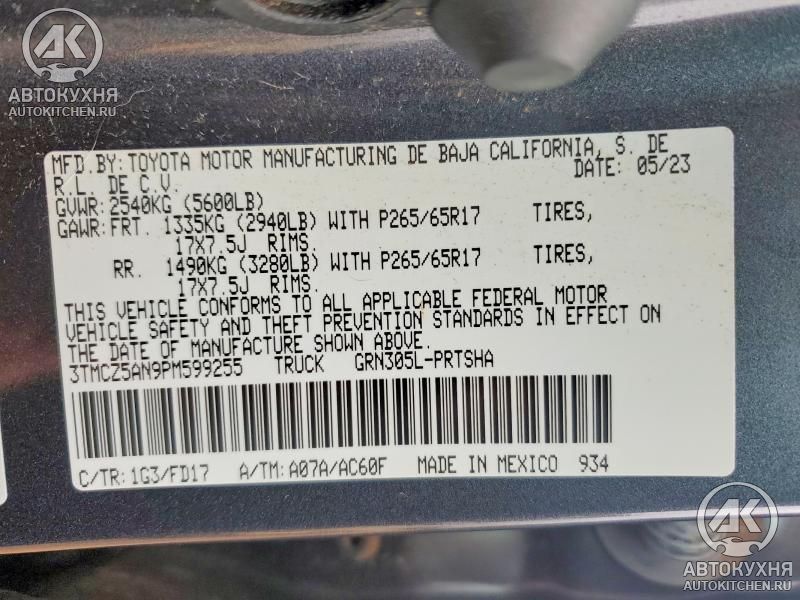 AK
АВТОКУХНЯ
AUTOKITCHEN.RU
MFD.BY:TOYOTA MOTOR MANUFACTURING DE BAJA CALIFORNIA, S. DE
R.L. DE C.V. DATE: 05/23
GVWR:2540KG (5600LB)
GAWR:FRT. 1335KG (2940LB) WITH P265/65R17 TIRES,
17X7.5J RIMS.
RR. 1490KG (3280LB) WITH P265/65R17 TIRES,
17X7.5J RIMS.
THIS VEHICLE CONFORMS TO ALL APPLICABLE FEDERAL MOTOR
VEHICLE SAFETY AND THEFT PREVENTION STANDARDS IN EFFECT ON
THE DATE OF MANUFACTURE SHOWN ABOVE.
3TMCZ5AN9PM599255 TRUCK GRN305L-PRTSHA
C/TR:1G3/FD17 A/TM:A07A/AC60F MADE IN MEXICO 934
AK
АВТОКУХНЯ
AUTOKITCHEN.RU